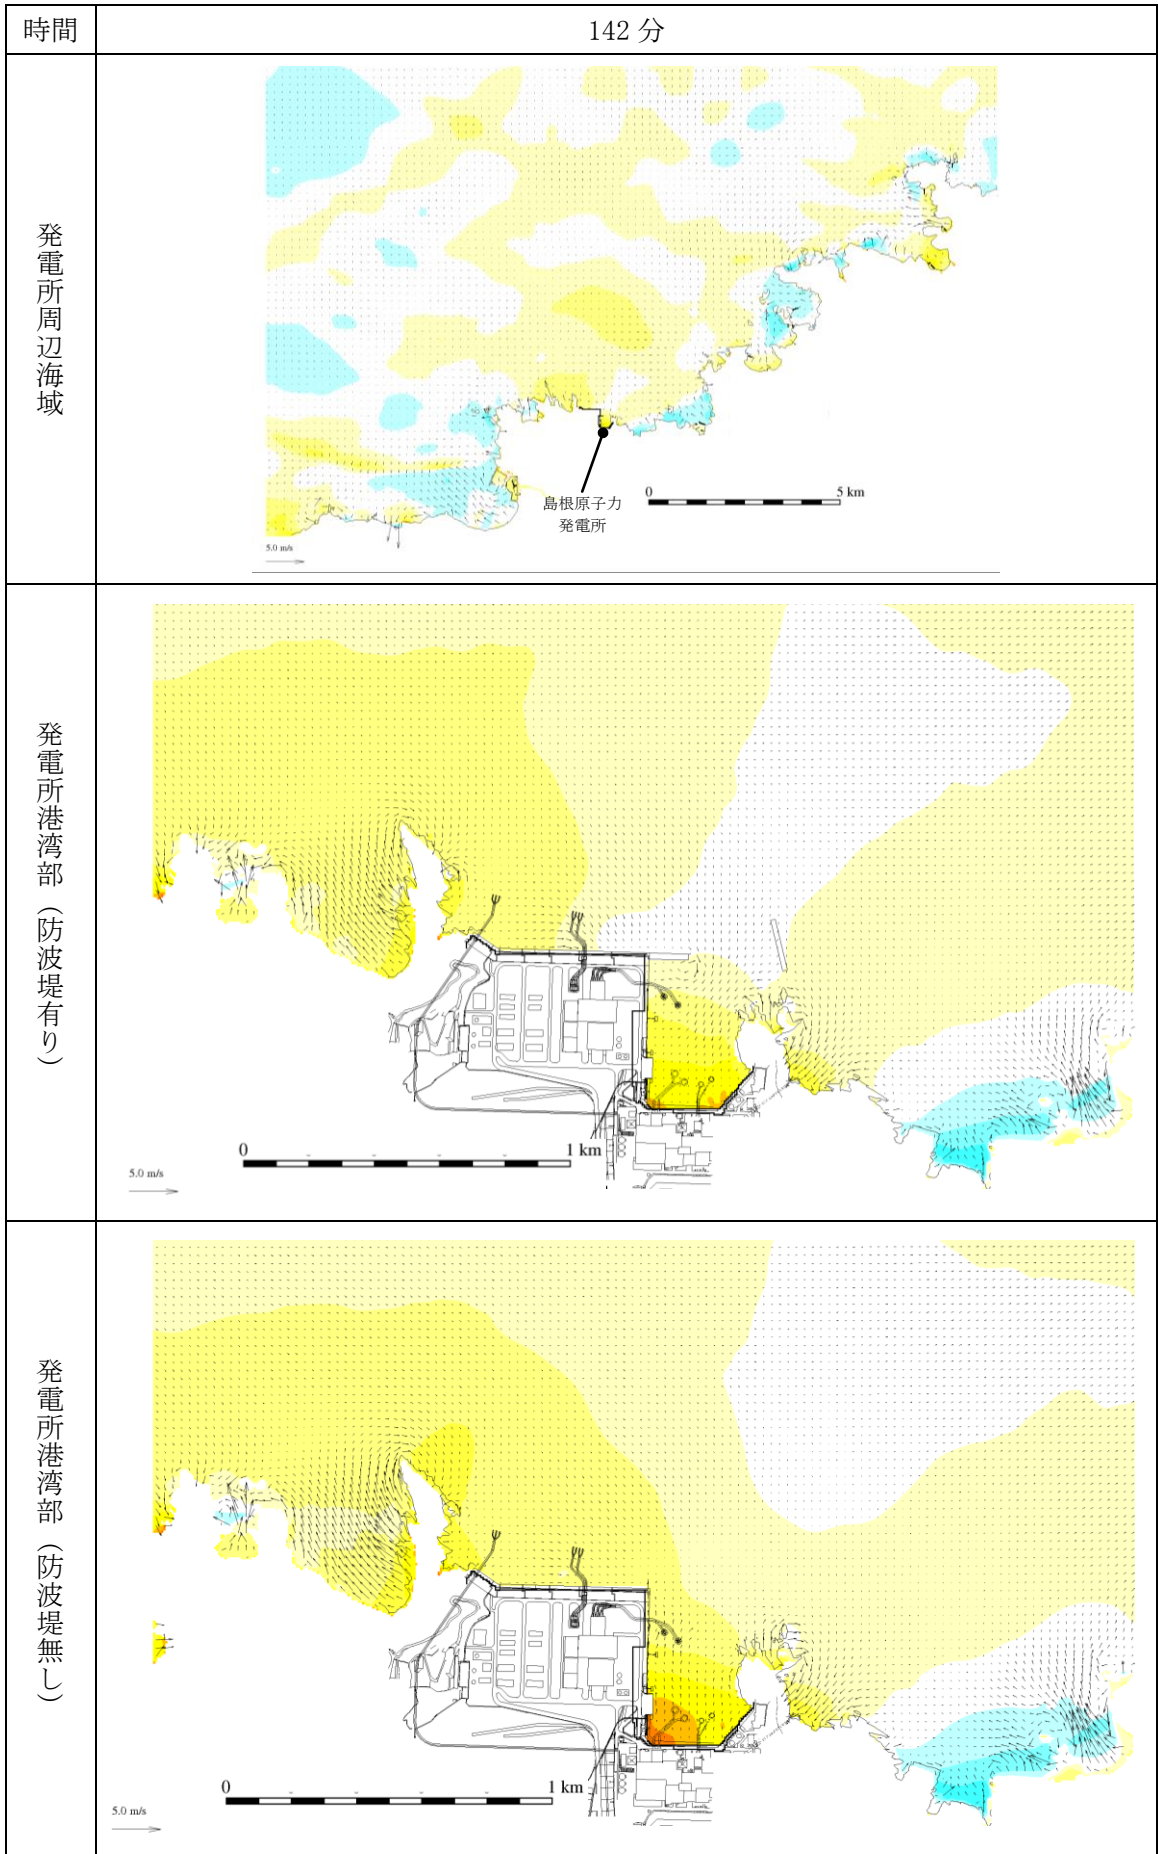 時間
142 分
発電所周辺海域
島根原子力
発電所
0 5 km
5.0 m/s
発電所港湾部（防波堤有り）
0 1 km
5.0 m/s
発電所港湾部（防波堤無し）
0 1 km
5.0 m/s